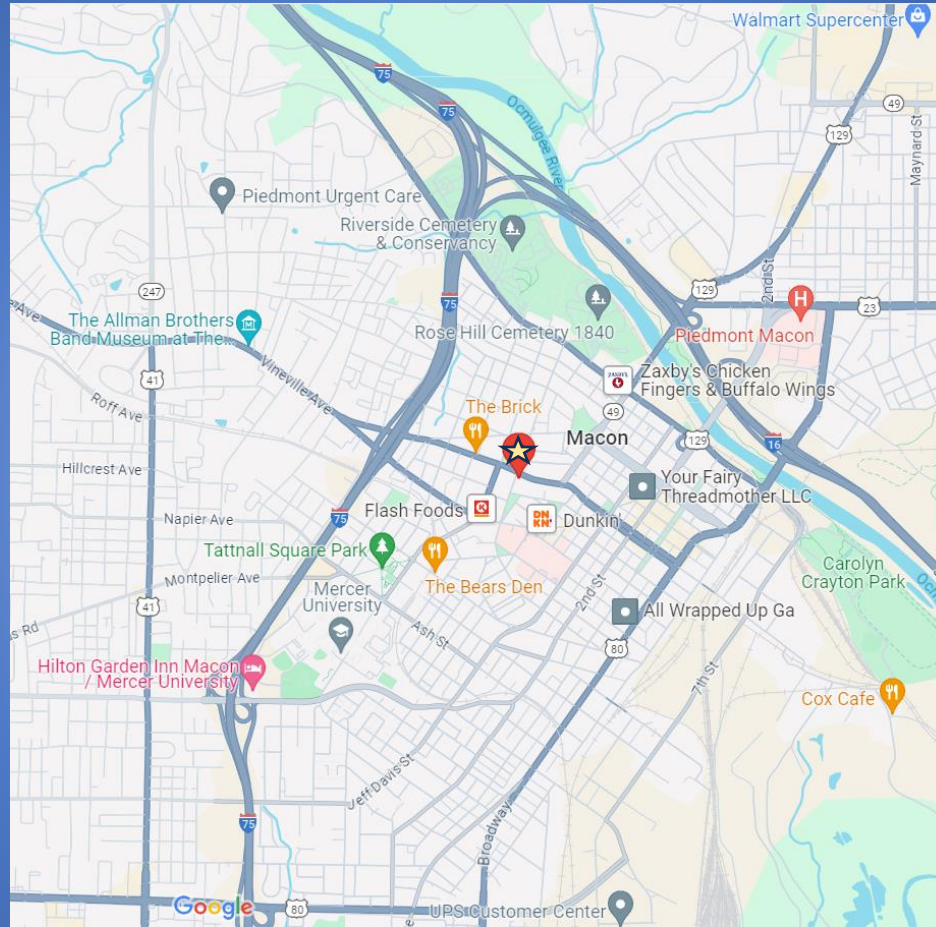 Walmart Supercenter
75
49
75
129
Ocmulgee River
Maynard St
Piedmont Urgent Care
Riverside Cemetery
& Conservancy
2nd St
247
75
129
23
H
The Allman Brothers
Band Museum at The...
Rose Hill Cemetery 1840
Piedmont Macon
Vineville Ave
41
Zaxby's Chicken
Fingers & Buffalo Wings
ZAXBY'S
Roff Ave
The Brick
49
Macon
129
16
Hillcrest Ave
Your Fairy
Threadmother LLC
Flash Foods
K
DN
KN'
Dunkin'
Napier Ave
75
Tattnall Square Park
Carolyn
Crayton Park
Montpelier Ave
The Bears Den
2nd St
Mercer
University
41
All Wrapped Up Ga
Ash St
80
7th St
Hilton Garden Inn Macon
/ Mercer University
Cox Cafe
Jeff Davis St
75
Broadway
Google
80
UPS Customer Center